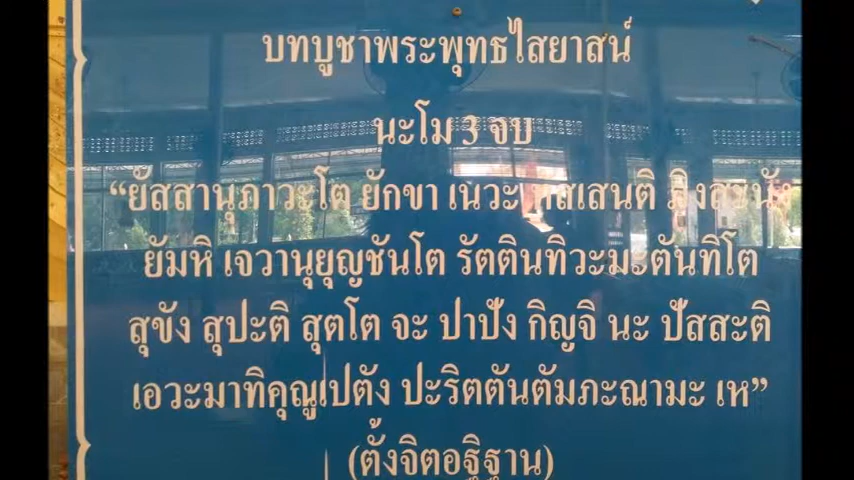 บทบูชาพระพุทธไสยาสน์
นะโม 3 จบ
“ยัสสานุภาวะโต ยักขา เนวะ
ยัมหิ เจวานุยุญชันโต รัตตินทิวะมะตันทิโต
สุขัง สุปะติ สุตโต จะ ปาปัง กิญจิ นะ ปัสสะติ
เอวะมาทิคุณูเปตัง ปะริตตันตัมภะณามะ เห”
(ตั้งจิตอฐิฐาน)